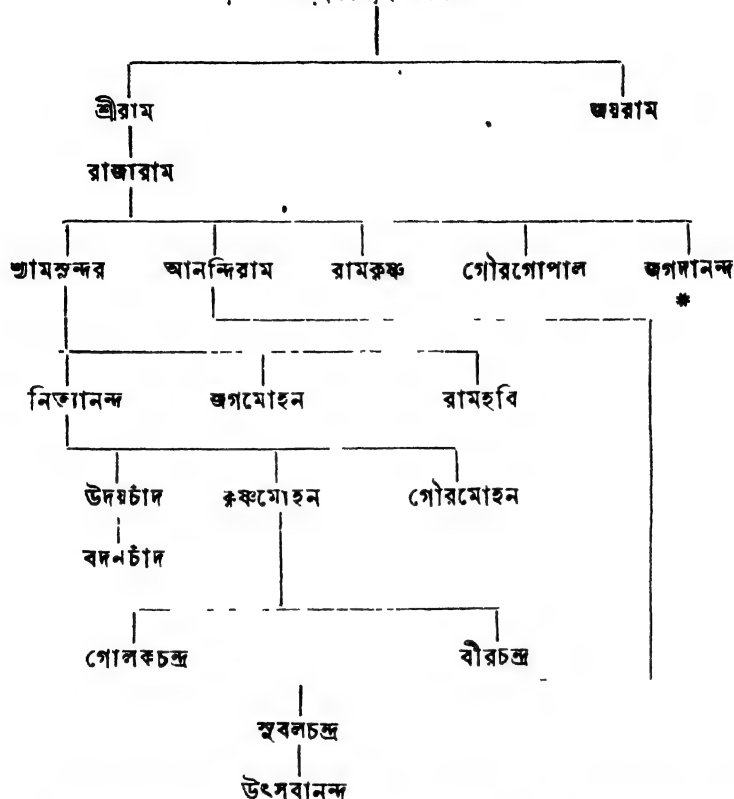 শ্রীরাম জয়রাম
রাজারাম
শ্যামসুন্দর আনন্দিরাম রামকৃষ্ণ গৌরগোপাল জগদানন্দ
*
নিত্যানন্দ জগমোহন রামহবি
উদয়চাঁদ কৃষ্ণমোহন গৌরমোহন
বদনচাঁদ
গোলকচন্দ্র বীরচন্দ্র
সুবলচন্দ্র
উৎসবানন্দ